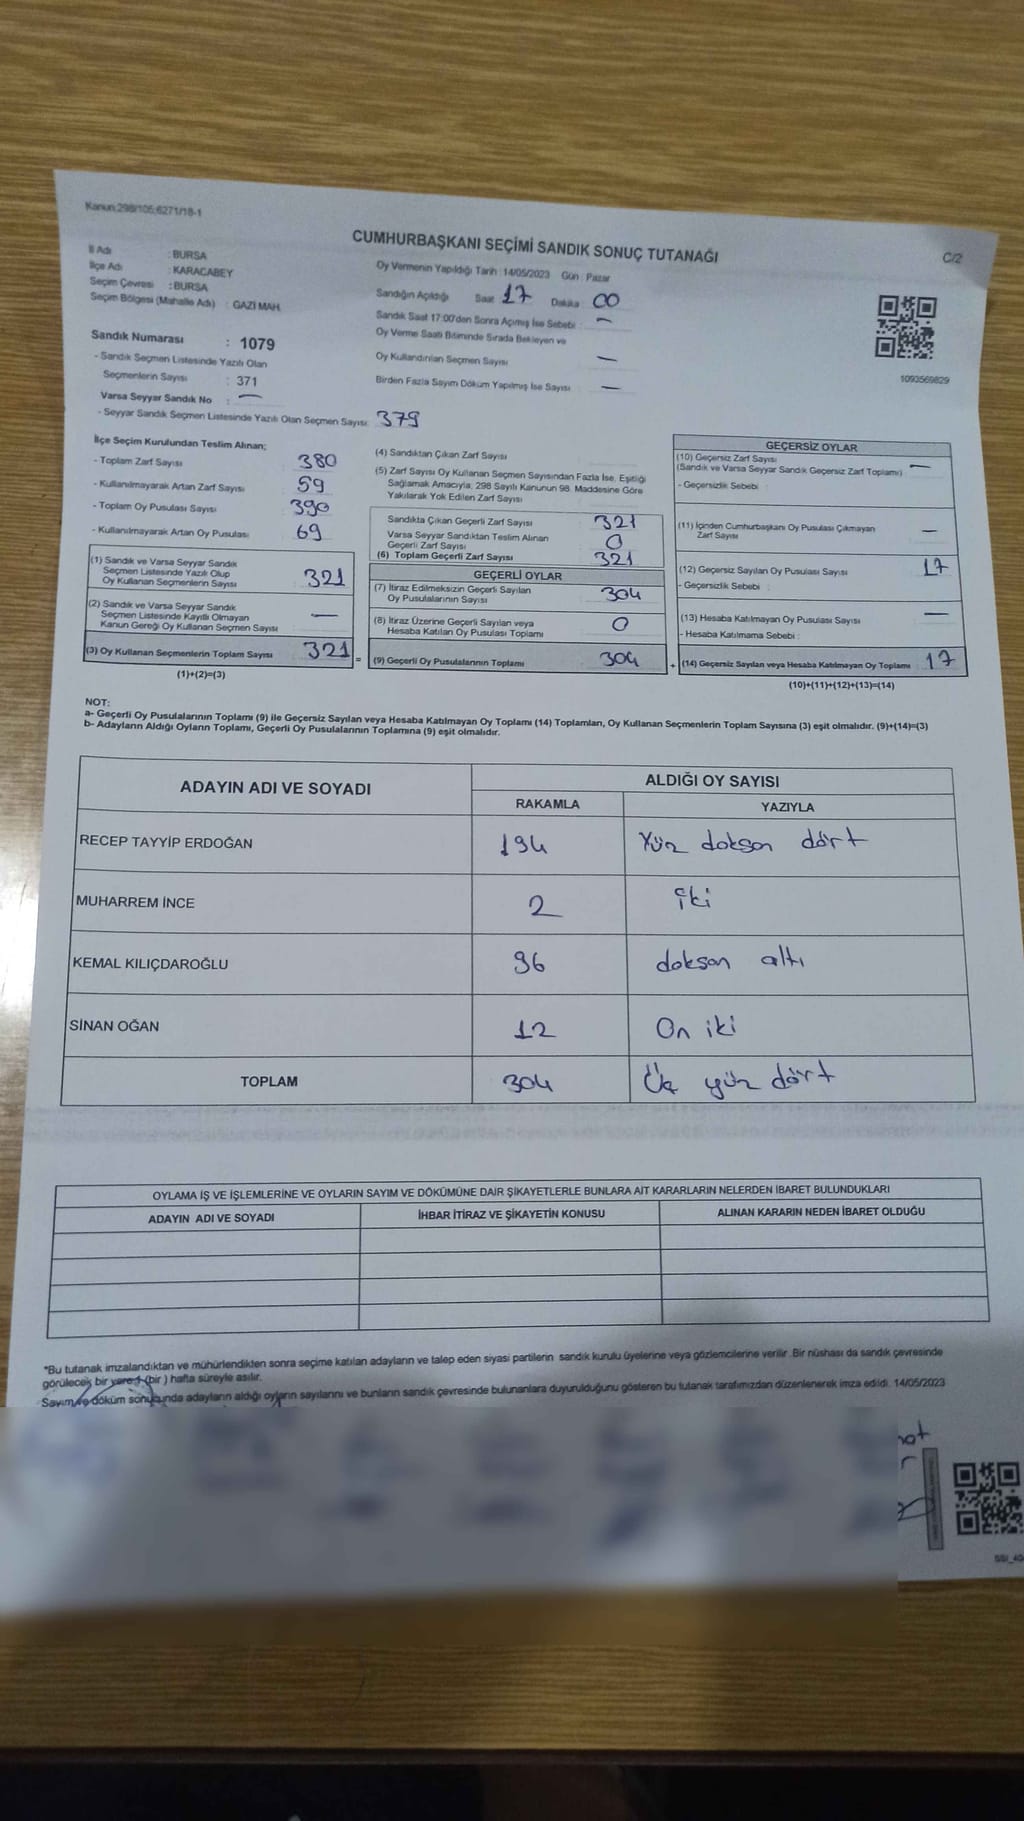 Kanun:298/105;6271/18-1
CUMHURBAŞKANI SEÇİMİ SANDIK SONUÇ TUTANAĞI
C/2
İl Adı : BURSA
İlçe Adı : KARACABEY
Seçim Çevresi : BURSA
Seçim Bölgesi (Mahalle Adı) : GAZİ MAH.
Sandık Numarası : 1079
- Sandık Seçmen Listesinde Yazılı Olan
Seçmenlerin Sayısı : 371
Varsa Seyyar Sandık No : —
- Seyyar Sandık Seçmen Listesinde Yazılı Olan Seçmen Sayısı: 379
Oy Vermenin Yapıldığı Tarih : 14/05/2023 Gün : Pazar
Sandığın Açıldığı Saat 17 Dakika : 00
Sandık Saat 17:00'den Sonra Açımış İse Sebebi : —
Oy Verme Saati Bitiminde Sırada Bekleyen ve
Oy Kullandırılan Seçmen Sayısı —
Birden Fazla Sayım Döküm Yapılmış İse Sayısı —
1093569829
İlçe Seçim Kurulundan Teslim Alınan;
- Toplam Zarf Sayısı 380
- Kullanılmayarak Artan Zarf Sayısı 59
- Toplam Oy Pusulası Sayısı 390
- Kullanılmayarak Artan Oy Pusulası 69
(1) Sandık ve Varsa Seyyar Sandık
Seçmen Listesinde Yazılı Olup
Oy Kullanan Seçmenlerin Sayısı 321
(2) Sandık ve Varsa Seyyar Sandık
Seçmen Listesinde Kayıtlı Olmayan
Kanun Gereği Oy Kullanan Seçmen Sayısı —
(3) Oy Kullanan Seçmenlerin Toplam Sayısı 321 =
(1)+(2)=(3)
(4) Sandıktan Çıkan Zarf Sayısı
(5) Zarf Sayısı Oy Kullanan Seçmen Sayısından Fazla İse, Eşitliği
Sağlamak Amacıyla, 298 Sayılı Kanunun 98. Maddesine Göre
Yakılarak Yok Edilen Zarf Sayısı
Sandıkta Çıkan Geçerli Zarf Sayısı 321
Varsa Seyyar Sandıktan Teslim Alınan
Geçerli Zarf Sayısı 0
(6) Toplam Geçerli Zarf Sayısı 321
GEÇERLİ OYLAR
(7) İtiraz Edilmeksizin Geçerli Sayılan
Oy Pusulalarının Sayısı 304
(8) İtiraz Üzerine Geçerli Sayılan veya
Hesaba Katılan Oy Pusulası Toplamı 0
(9) Geçerli Oy Pusulalarının Toplamı 304 +
GEÇERSİZ OYLAR
(10) Geçersiz Zarf Sayısı
(Sandık ve Varsa Seyyar Sandık Geçersiz Zarf Toplamı) —
- Geçersizlik Sebebi :
(11) İçinden Cumhurbaşkanı Oy Pusulası Çıkmayan
Zarf Sayısı —
(12) Geçersiz Sayılan Oy Pusulası Sayısı 17
- Geçersizlik Sebebi :
(13) Hesaba Katılmayan Oy Pusulası Sayısı —
- Hesaba Katılmama Sebebi :
(14) Geçersiz Sayılan veya Hesaba Katılmayan Oy Toplamı 17
(10)+(11)+(12)+(13)=(14)
NOT:
a- Geçerli Oy Pusulalarının Toplamı (9) ile Geçersiz Sayılan veya Hesaba Katılmayan Oy Toplamı (14) Toplamları, Oy Kullanan Seçmenlerin Toplam Sayısına (3) eşit olmalıdır. (9)+(14)=(3)
b- Adayların Aldığı Oyların Toplamı, Geçerli Oy Pusulalarının Toplamına (9) eşit olmalıdır.
ADAYIN ADI VE SOYADI
ALDIĞI OY SAYISI
RAKAMLA YAZIYLA
RECEP TAYYİP ERDOĞAN 194 Yüz doksan dört
MUHARREM İNCE 2 iki
KEMAL KILIÇDAROĞLU 96 doksan altı
SİNAN OĞAN 12 On iki
TOPLAM 304 Üç yüz dört
OYLAMA İŞ VE İŞLEMLERİNE VE OYLARIN SAYIM VE DÖKÜMÜNE DAİR ŞİKAYETLERLE BUNLARA AİT KARARLARIN NELERDEN İBARET BULUNDUKLARI
ADAYIN ADI VE SOYADI İHBAR İTİRAZ VE ŞİKAYETİN KONUSU ALINAN KARARIN NEDEN İBARET OLDUĞU
*Bu tutanak imzalandıktan ve mühürlendikten sonra seçime katılan adayların ve talep eden siyasi partilerin sandık kurulu üyelerine veya gözlemcilerine verilir. Bir nüshası da sandık çevresinde
görülecek bir yere 1 (bir) hafta süreyle asılır.
Sayım ve döküm sonucunda adayların aldığı oyların sayılarını ve bunların sandık çevresinde bulunanlara duyurulduğunu gösteren bu tutanak tarafımızdan düzenlenerek imza edildi. 14/05/2023